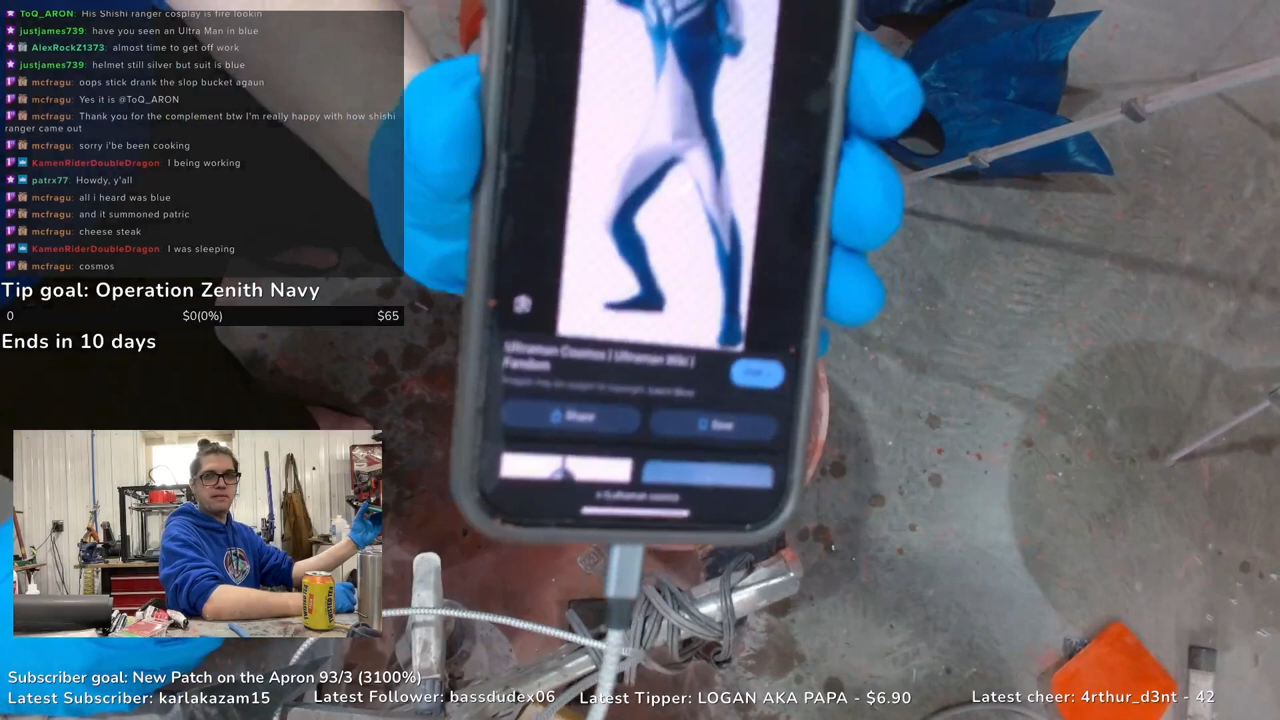 ToQ_ARON: His Shishi ranger cosplay is fire lookin
justjames739: have you seen an Ultra Man in blue
AlexRockZ1373: almost time to get off work
justjames739: helmet still silver but suit is blue
mcfragu: oops stick drank the slop bucket agaun
mcfragu: Yes it is @ToQ_ARON
mcfragu: Thank you for the complement btw I'm really happy with how shishi
ranger came out
mcfragu: sorry i'be been cooking
KamenRiderDoubleDragon: I being working
patrx77: Howdy, y'all
mcfragu: all i heard was blue
mcfragu: and it summoned patric
mcfragu: cheese steak
KamenRiderDoubleDragon: I was sleeping
mcfragu: cosmos
Tip goal: Operation Zenith Navy
0 $0(0%) $65
Ends in 10 days
Ultraman Cosmos | Ultraman Wiki |
Fandom
Share
Save
ultraman cosmos
TWISTED TEA
Subscriber goal: New Patch on the Apron 93/3 (3100%)
Latest Subscriber: karlakazam15
Latest Follower: bassdudex06
Latest Tipper: LOGAN AKA PAPA - $6.90
Latest cheer: 4rthur_d3nt - 42